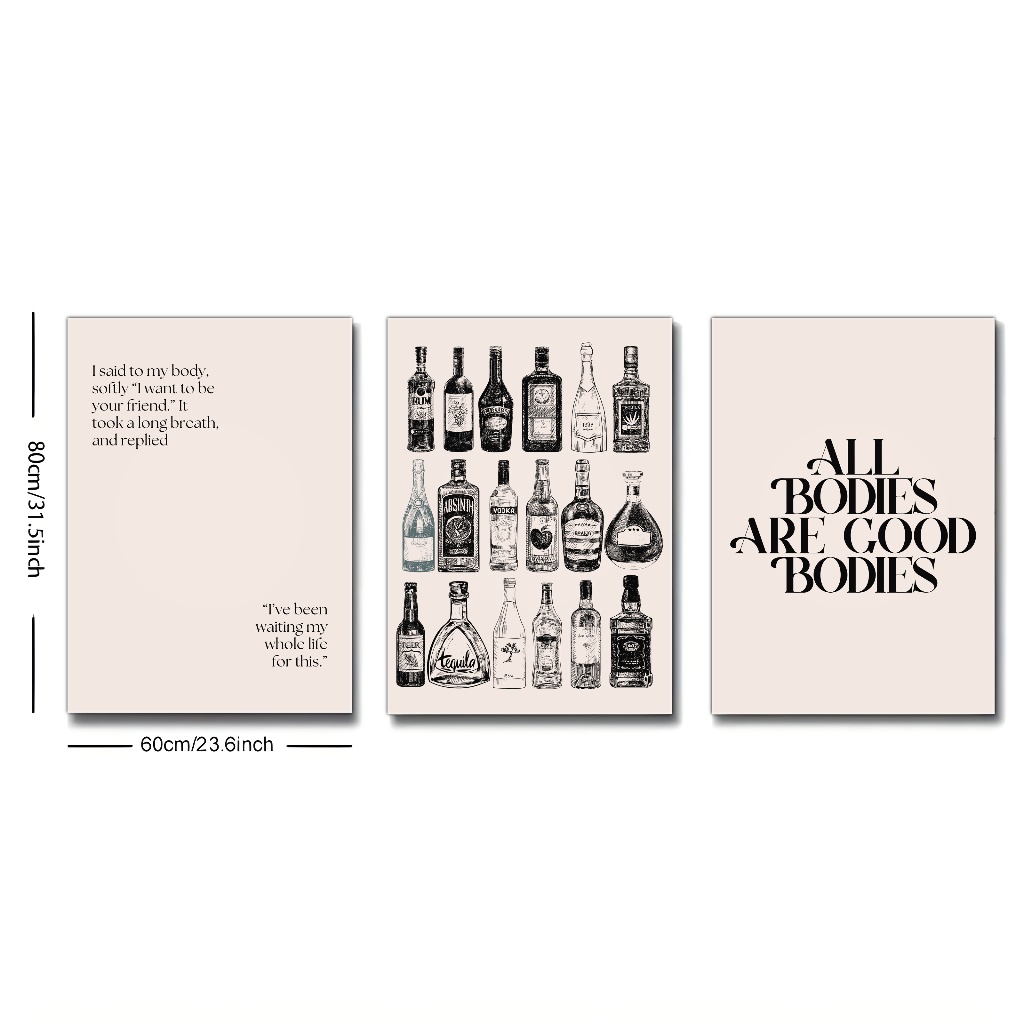 I said to my body,
softly “I want to be
your friend.” It
took a long breath,
and replied
“I’ve been
waiting my
whole life
for this.”
RUM
ABSINTH
VODKA
BEER
tequila
ALL
BODIES
ARE GOOD
BODIES
80cm/31.5inch
60cm/23.6inch